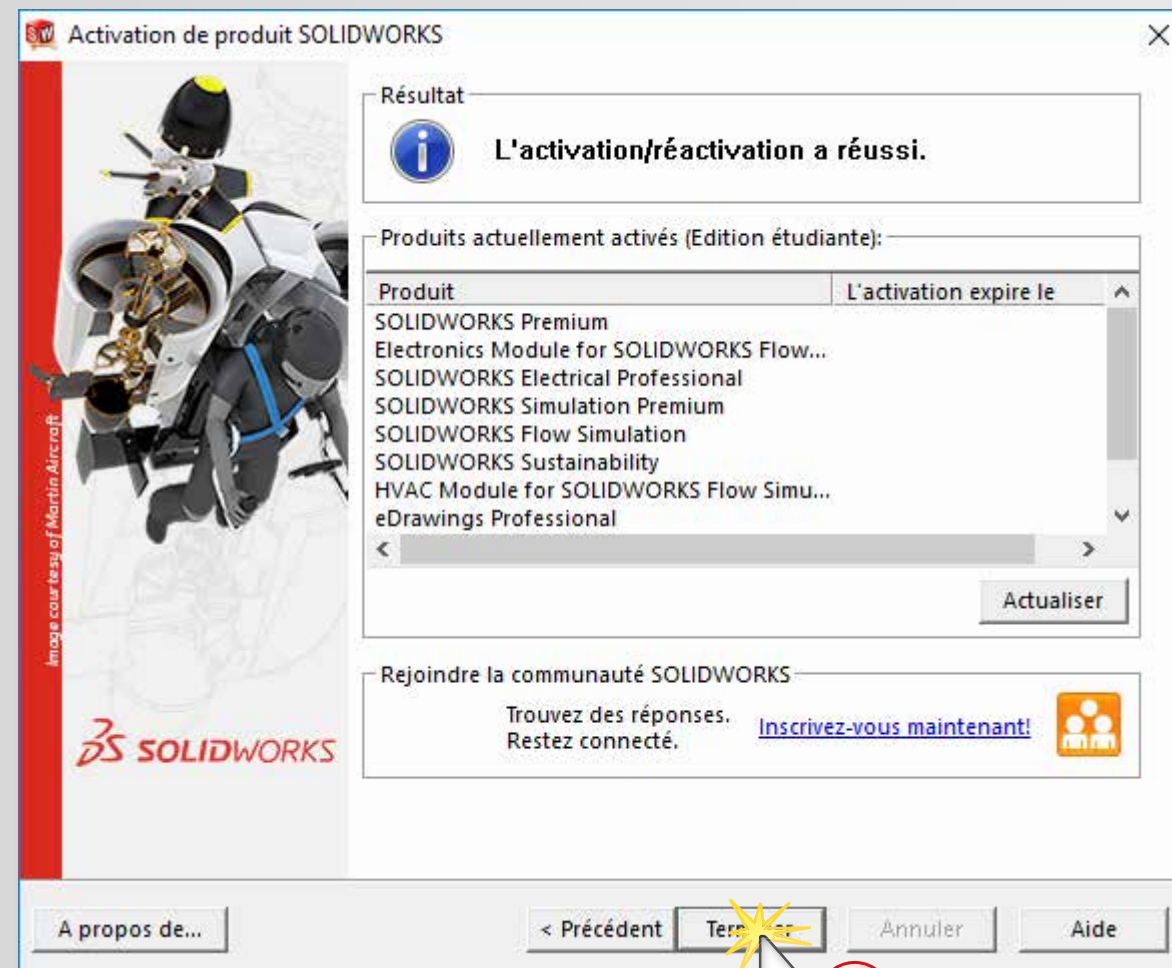 Activation de produit SOLIDWORKS
Résultat
L'activation/réactivation a réussi.
Produits actuellement activés (Edition étudiante):
Produit L'activation expire le
SOLIDWORKS Premium
Electronics Module for SOLIDWORKS Flow...
SOLIDWORKS Electrical Professional
SOLIDWORKS Simulation Premium
SOLIDWORKS Flow Simulation
SOLIDWORKS Sustainability
HVAC Module for SOLIDWORKS Flow Simu...
eDrawings Professional
Actualiser
Rejoindre la communauté SOLIDWORKS
Trouvez des réponses.
Restez connecté.
Inscrivez-vous maintenant!
Image courtesy of Martin Aircraft
SOLIDWORKS
A propos de... < Précédent Annuler Aide